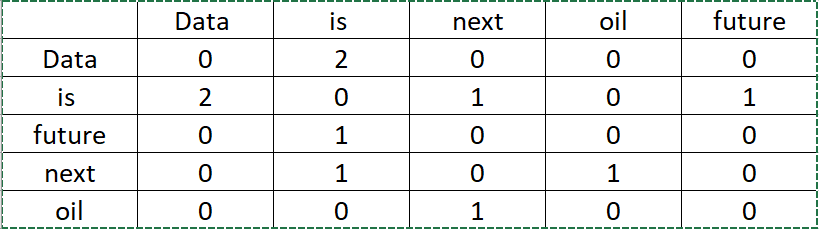 Data is next oil future
Data 0 2 0 0 0
is 2 0 1 0 1
future 0 1 0 0 0
next 0 1 0 1 0
oil 0 0 1 0 0